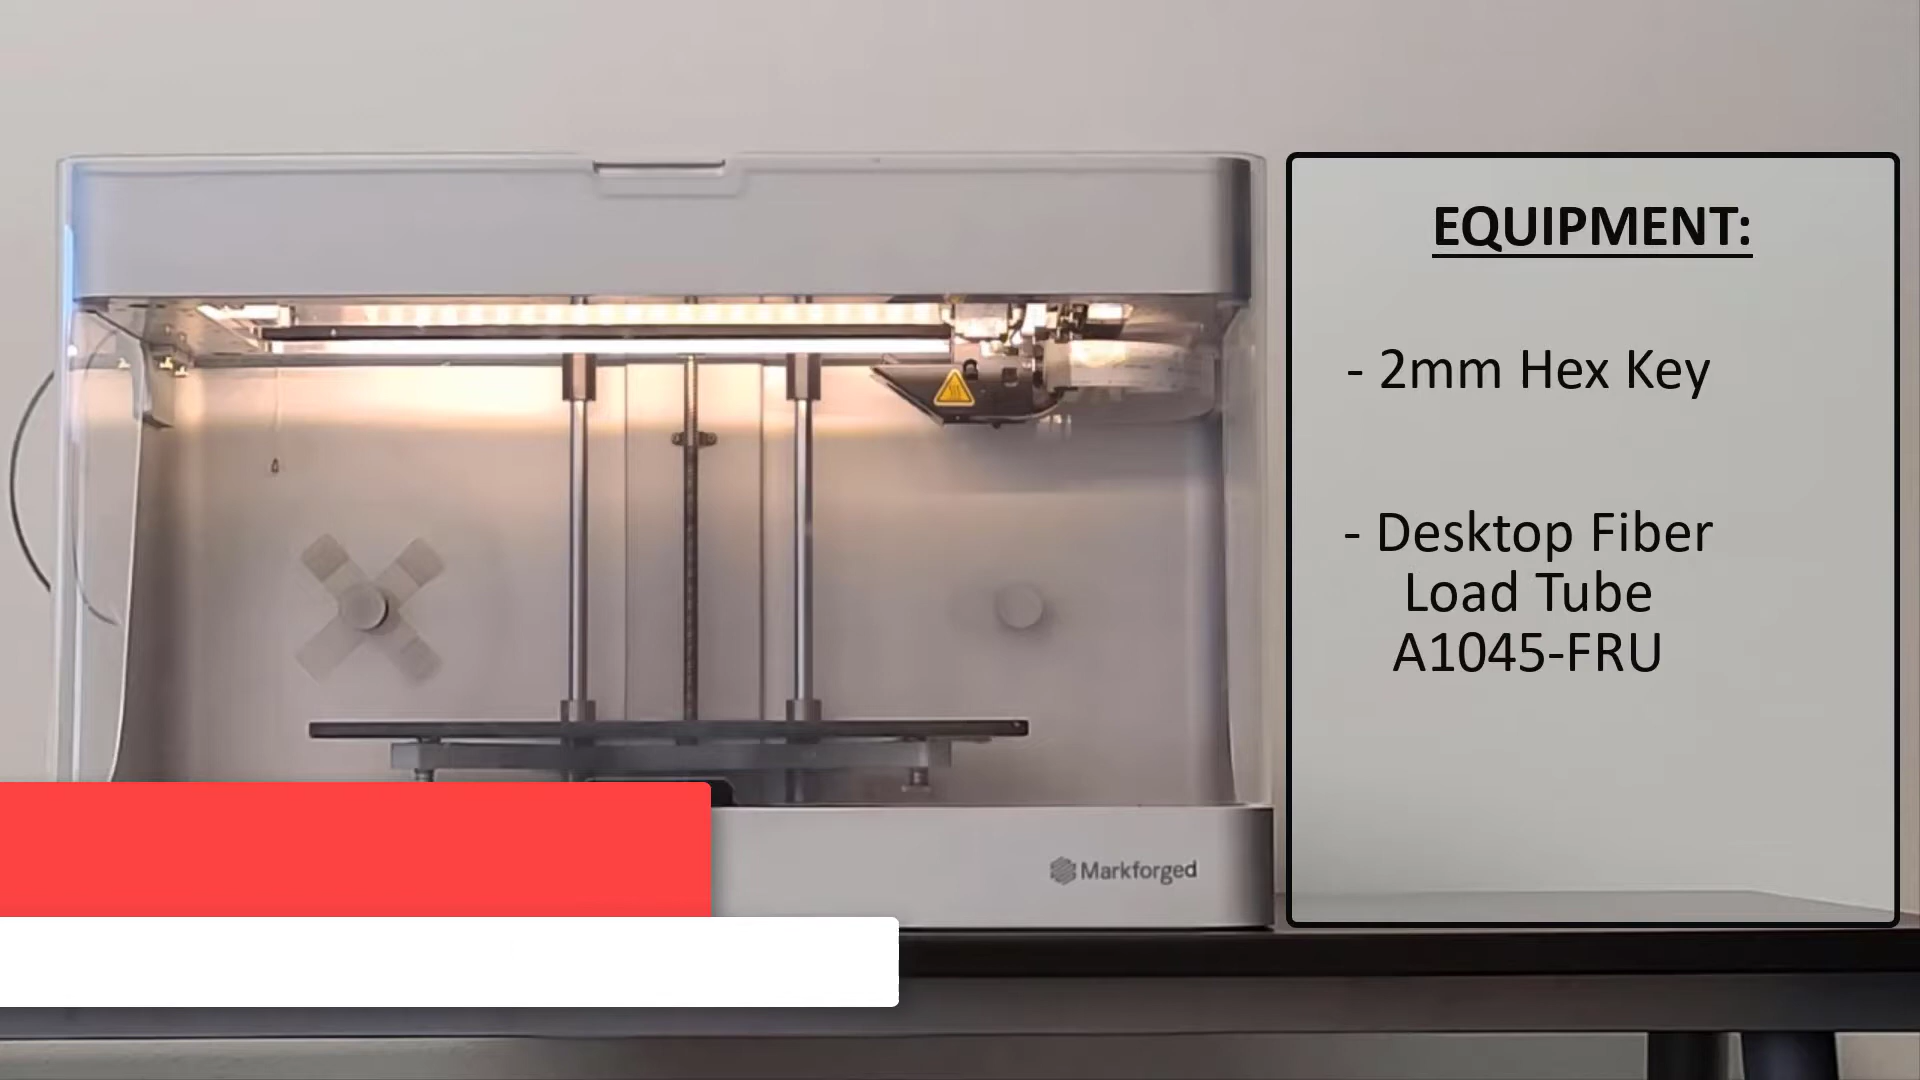 EQUIPMENT:
- 2mm Hex Key
- Desktop Fiber
Load Tube
A1045-FRU
Markforged